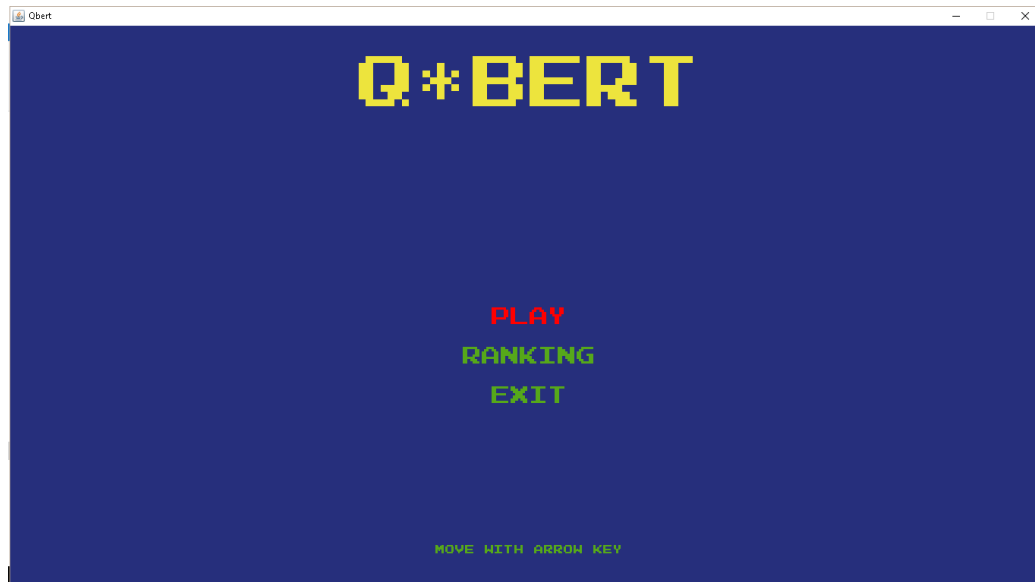 Qbert
Q*BERT
PLAY
RANKING
EXIT
MOVE WITH ARROW KEY